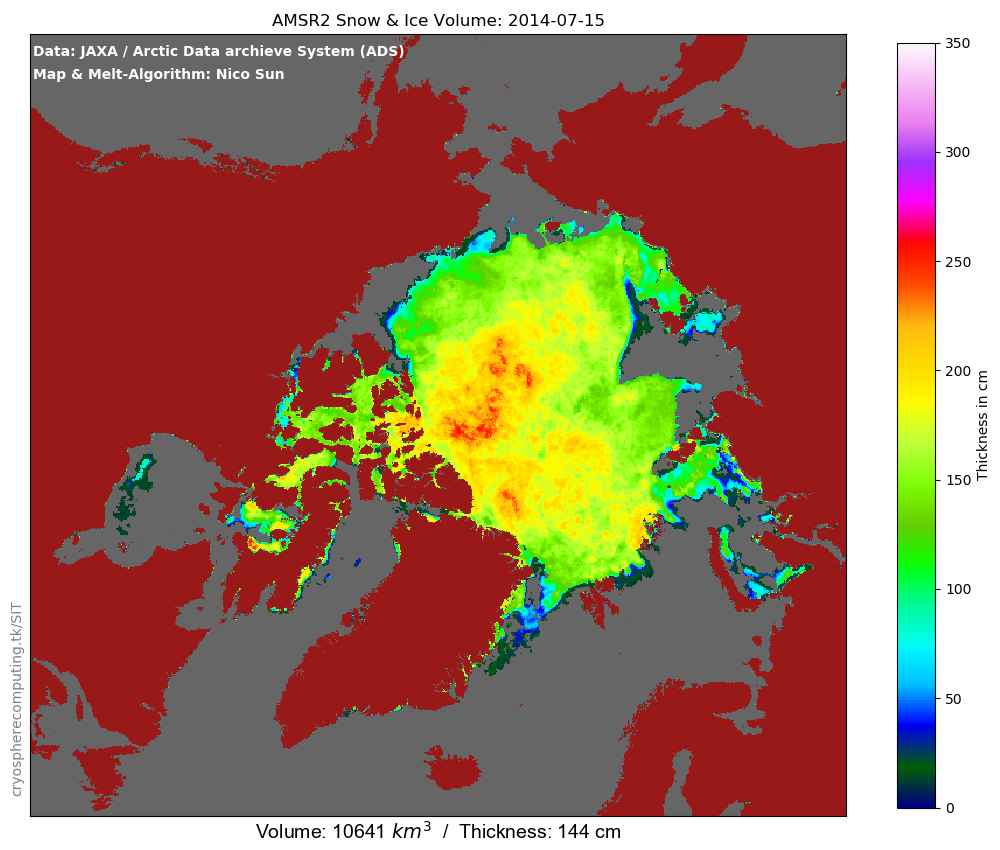 AMSR2 Snow & Ice Volume: 2014-07-15
Data: JAXA / Arctic Data archieve System (ADS)
Map & Melt-Algorithm: Nico Sun
350
300
250
200
150
100
50
0
Thickness in cm
cryospherecomputing.tk/SIT
Volume: 10641 km³ / Thickness: 144 cm